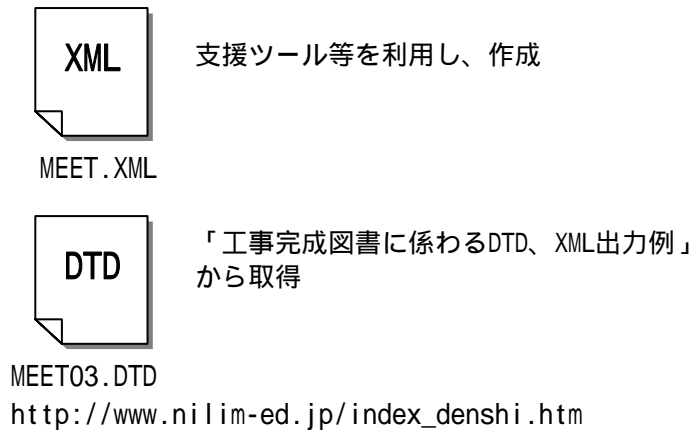 XML
支援ツール等を利用し、作成
MEET.XML
DTD
「工事完成図書に係わるDTD、XML出力例」
から取得
MEET03.DTD
http://www.nilim-ed.jp/index_denshi.htm